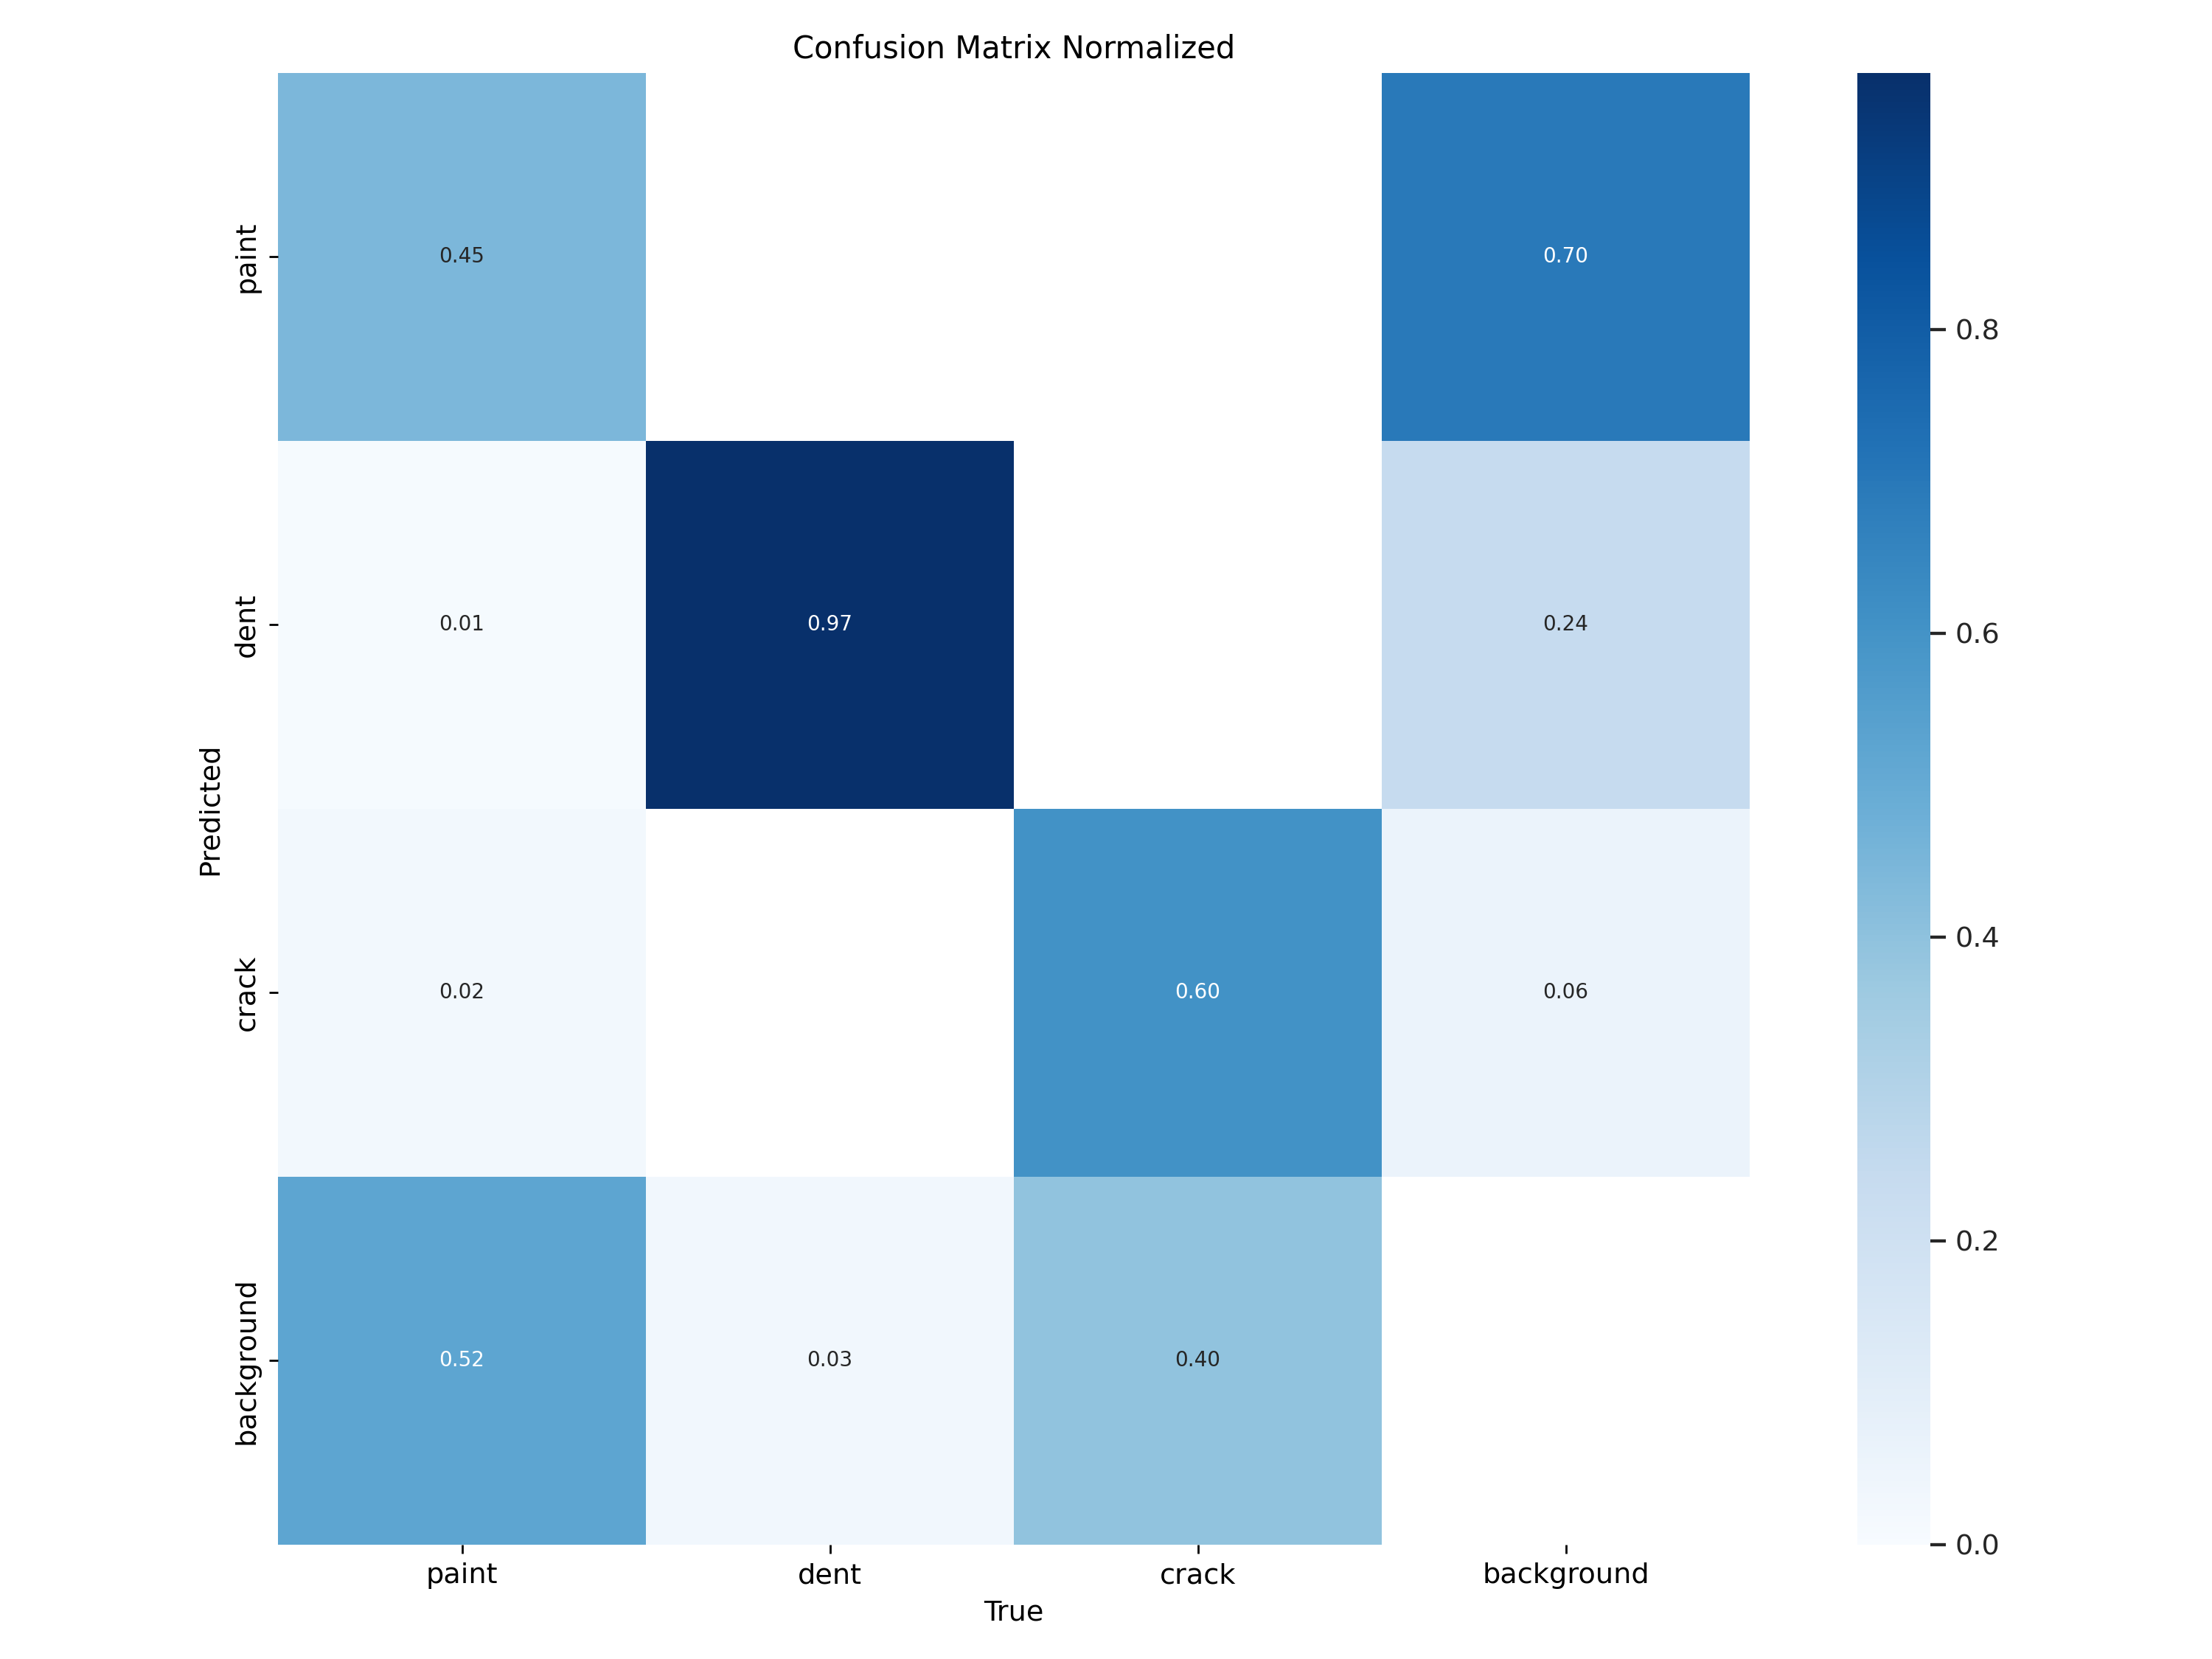 Confusion Matrix Normalized
paint
0.45
0.70
0.8
dent
0.01
0.97
0.24
0.6
Predicted
crack
0.02
0.60
0.06
0.4
background
0.52
0.03
0.40
0.2
0.0
paint
dent
crack
background
True